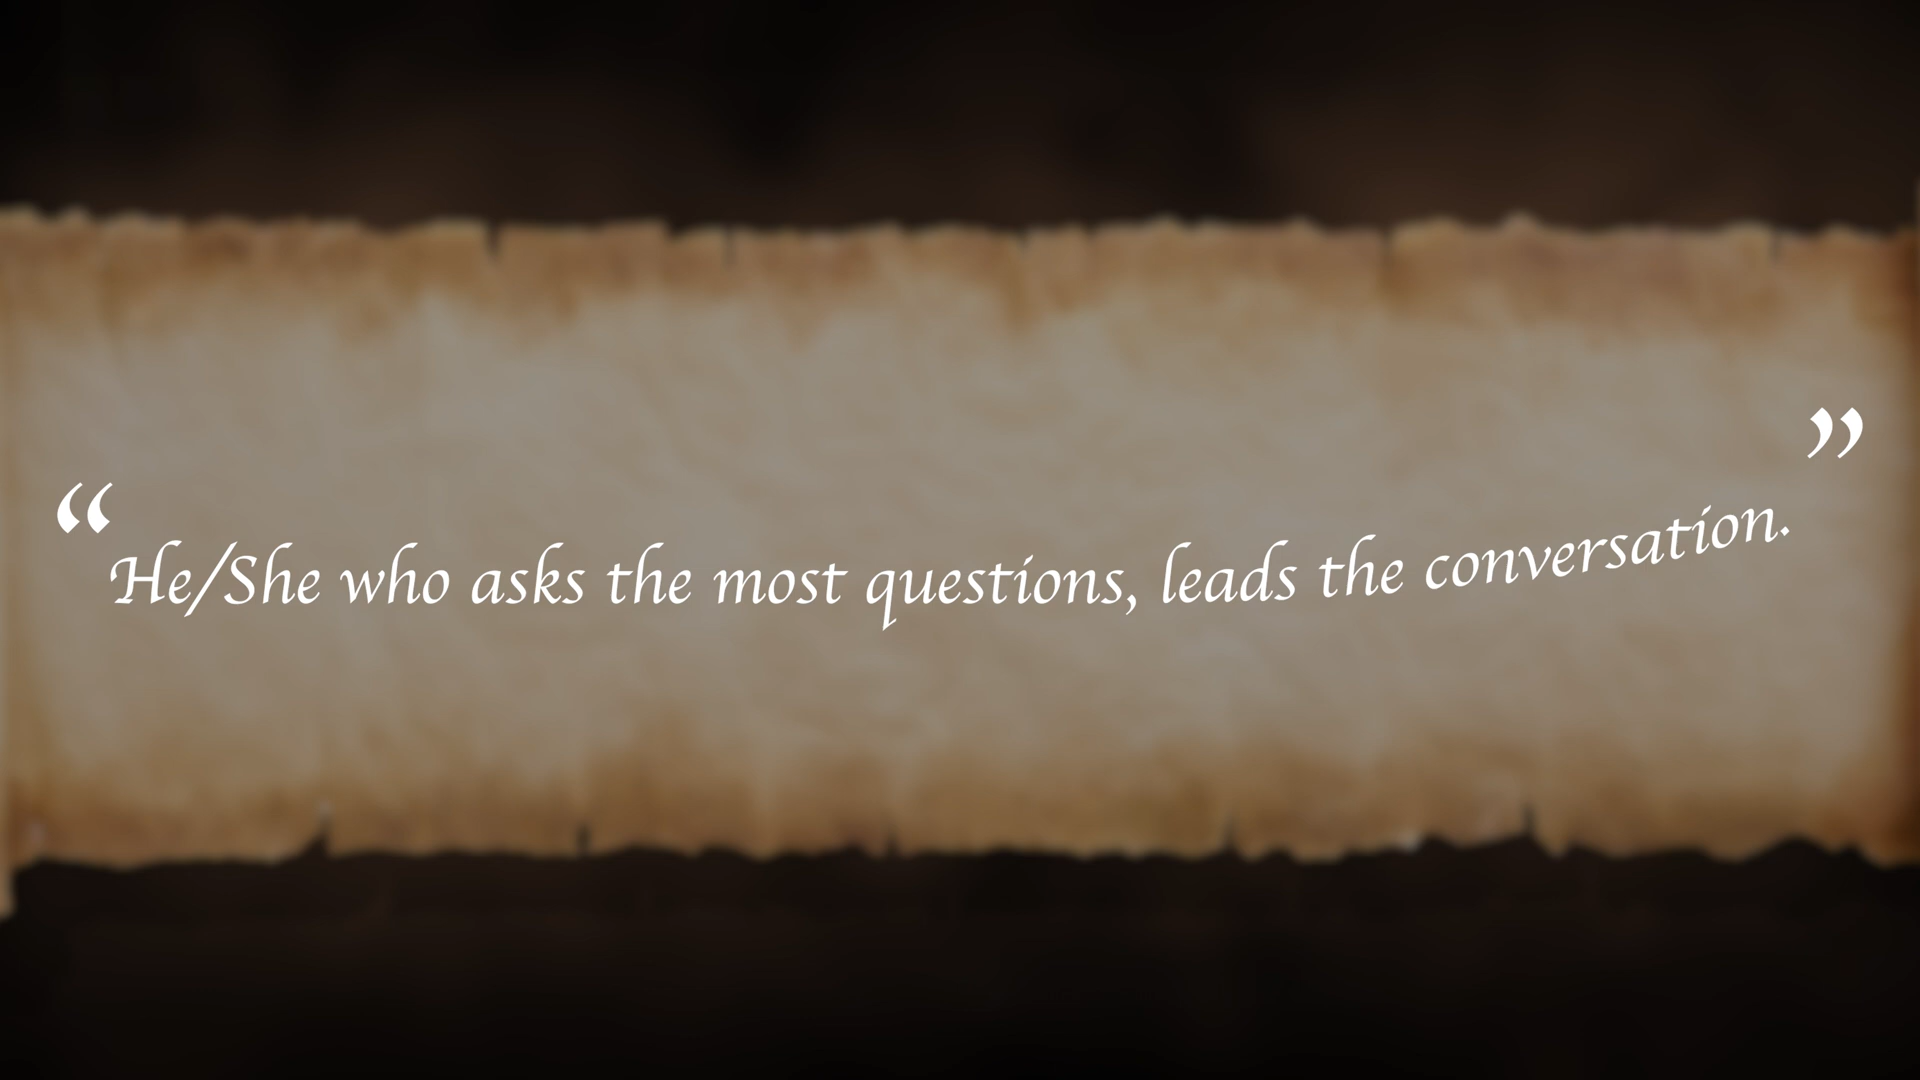 “He/She who asks the most questions, leads the conversation.”